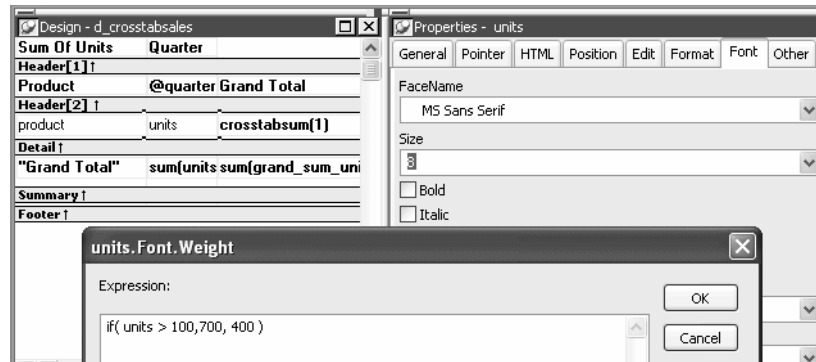 Design - d_crosstabsales
Sum Of Units Quarter
Header[1]↑
Product @quarter Grand Total
Header[2] ↑
product units crosstabsum(1)
Detail↑
"Grand Total" sum(units sum(grand_sum_uni
Summary↑
Footer↑
Properties - units
General Pointer HTML Position Edit Format Font Other
FaceName
MS Sans Serif
Size
8
Bold
Italic
units.Font.Weight
Expression:
if( units > 100,700, 400 )
OK
Cancel